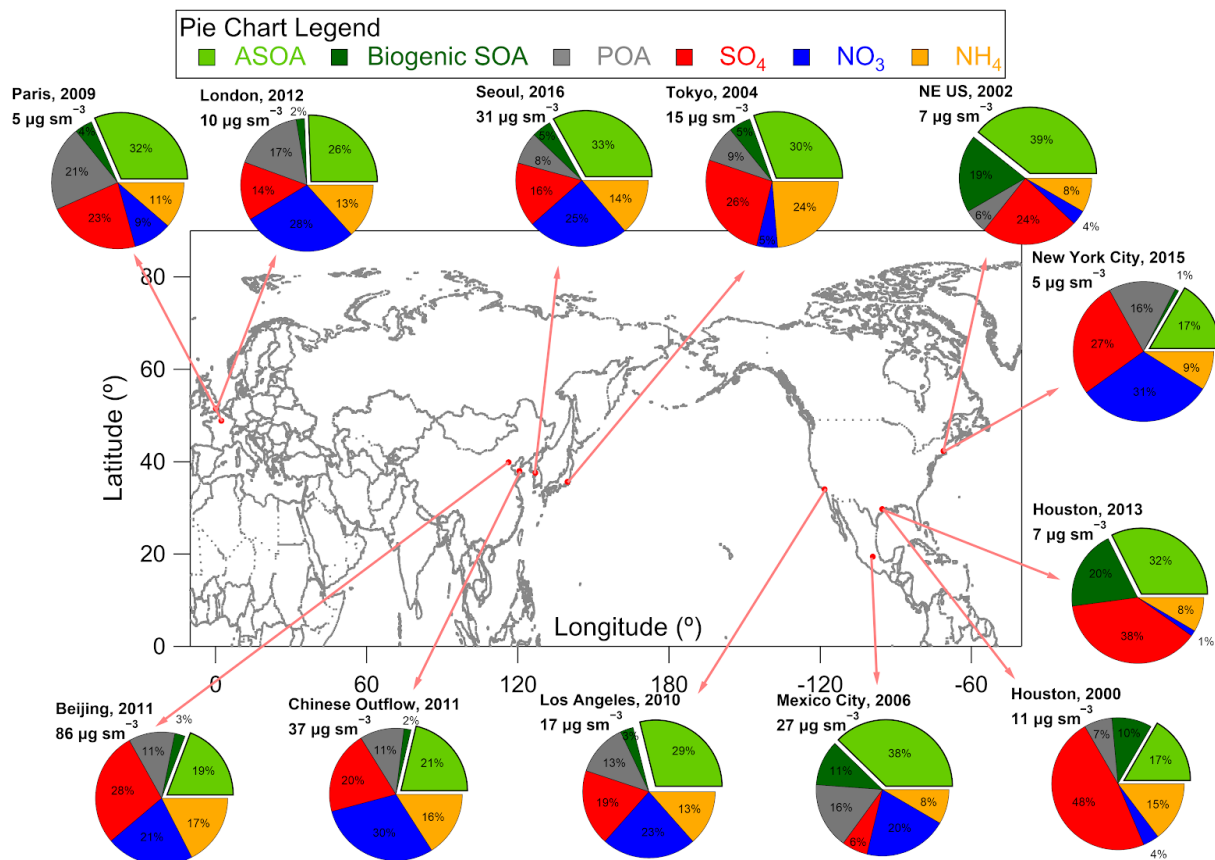 Pie Chart Legend
ASOA Biogenic SOA POA SO4 NO3 NH4
Paris, 2009
5 µg sm−3
4%
32%
21%
11%
23%
9%
London, 2012
10 µg sm−3
2%
17%
26%
14%
13%
28%
Seoul, 2016
31 µg sm−3
5%
33%
8%
16%
14%
25%
Tokyo, 2004
15 µg sm−3
5%
30%
9%
28%
24%
5%
NE US, 2002
7 µg sm−3
39%
19%
8%
6%
24%
4%
New York City, 2015
5 µg sm−3
1%
16%
17%
27%
9%
31%
Houston, 2013
7 µg sm−3
32%
20%
8%
38%
1%
Latitude (º)
80
60
40
20
0
Longitude (º)
0 60 120 -120 -60
Beijing, 2011
86 µg sm−3
3%
11%
19%
28%
17%
21%
Chinese Outflow, 2011
37 µg sm−3
2%
11%
21%
20%
16%
30%
Los Angeles, 2010
17 µg sm−3
3%
29%
13%
19%
13%
23%
Mexico City, 2006
27 µg sm−3
38%
11%
16%
8%
6%
20%
Houston, 2000
11 µg sm−3
7%
10%
17%
48%
15%
4%